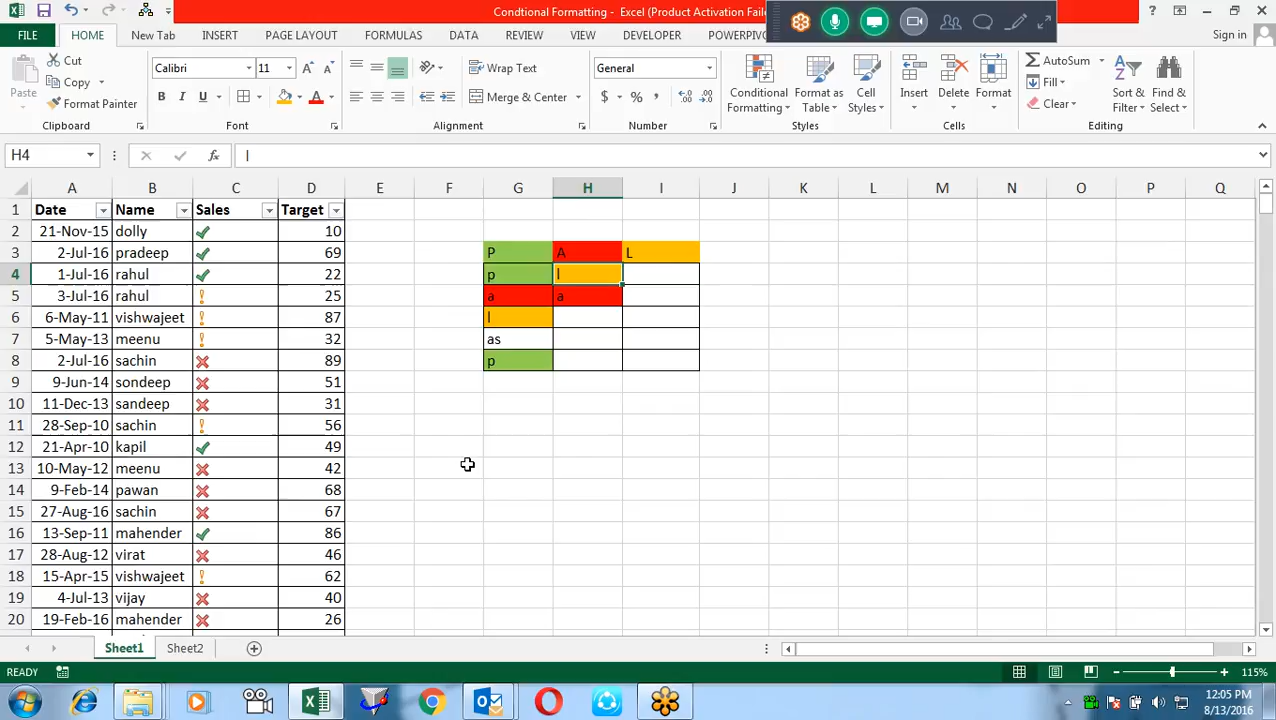 Condtional Formatting - Excel (Product Activation Fail
Sign in
FILE HOME New Tab INSERT PAGE LAYOUT FORMULAS DATA REVIEW VIEW DEVELOPER POWERPIV
Paste Cut Copy Format Painter Clipboard
Calibri 11 B I U A A A Font
Wrap Text Merge & Center Alignment
General $ % , Number
Conditional Formatting Format as Table Cell Styles Styles
Insert Delete Format Cells
AutoSum Fill Clear Sort & Filter Find & Select Editing
H4 fx l
A B C D E F G H I J K L M N O P Q
1 Date Name Sales Target
2 21-Nov-15 dolly 10
3 2-Jul-16 pradeep 69 P A L
4 1-Jul-16 rahul 22 p l
5 3-Jul-16 rahul 25 a a
6 6-May-11 vishwajeet 87 l
7 5-May-13 meenu 32 as
8 2-Jul-16 sachin 89 p
9 9-Jun-14 sondeep 51
10 11-Dec-13 sandeep 31
11 28-Sep-10 sachin 56
12 21-Apr-10 kapil 49
13 10-May-12 meenu 42
14 9-Feb-14 pawan 68
15 27-Aug-16 sachin 67
16 13-Sep-11 mahender 86
17 28-Aug-12 virat 46
18 15-Apr-15 vishwajeet 62
19 4-Jul-13 vijay 40
20 19-Feb-16 mahender 26
Sheet1 Sheet2
READY 115%
12:05 PM
8/13/2016